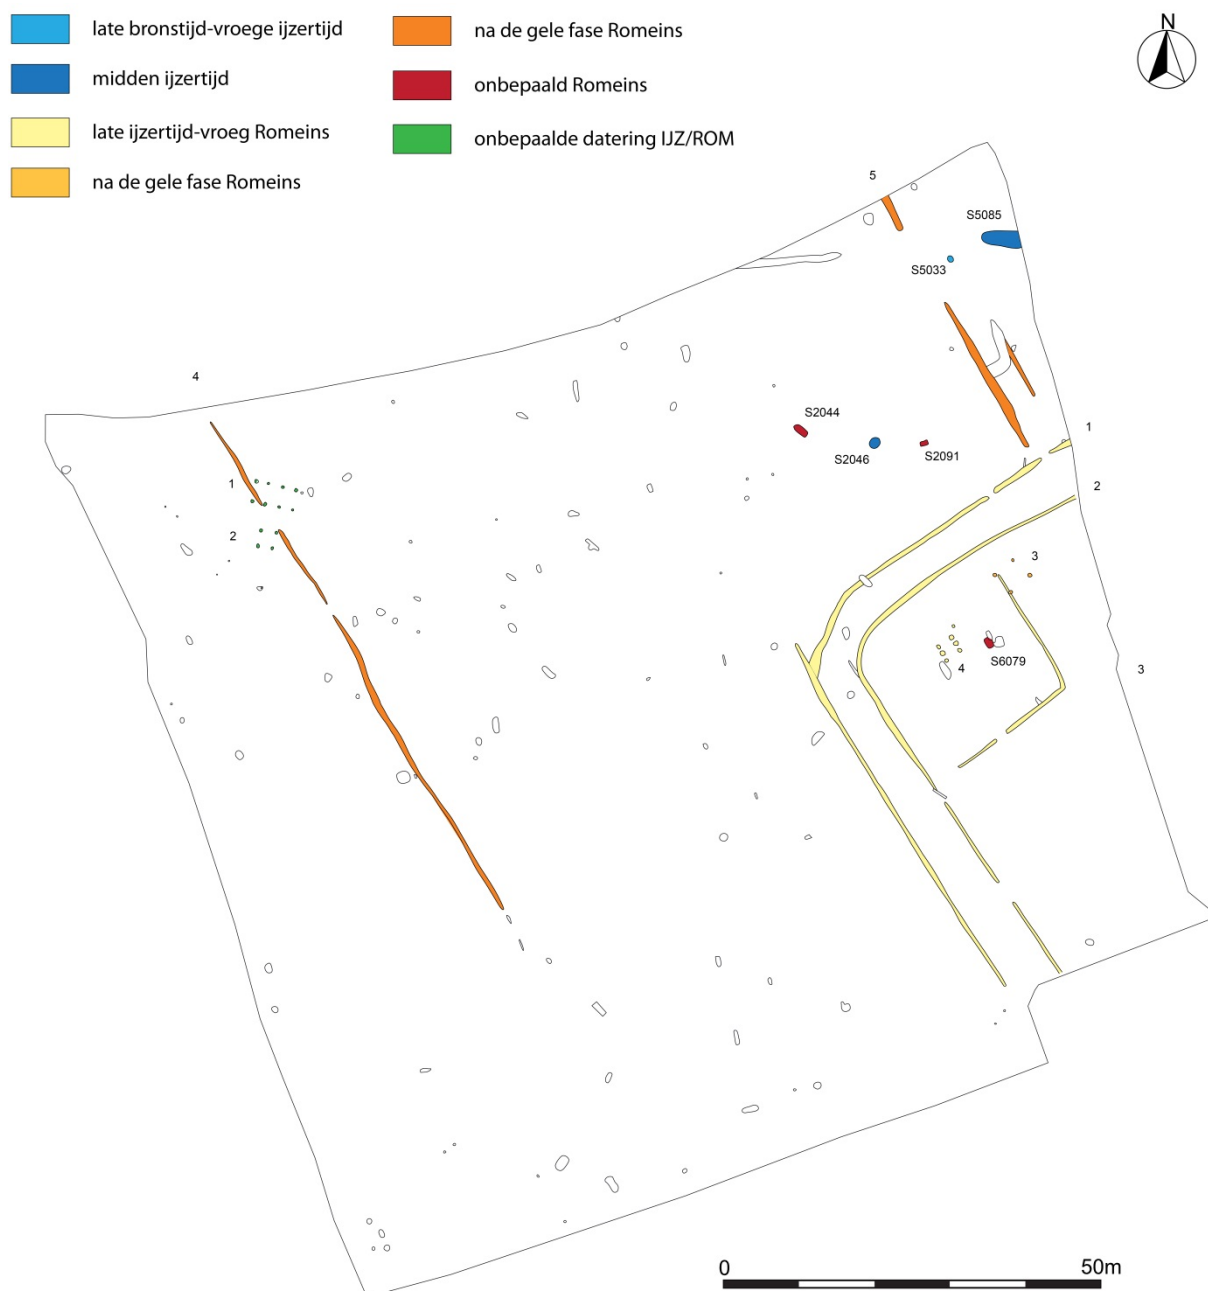 late bronstijd-vroege ijzertijd
midden ijzertijd
late ijzertijd-vroeg Romeins
na de gele fase Romeins
na de gele fase Romeins
onbepaald Romeins
onbepaalde datering IJZ/ROM
N
5
S5085
S5033
4
S2044
1
S2046
S2091
1
2
2
3
S6079
4
3
0
50m